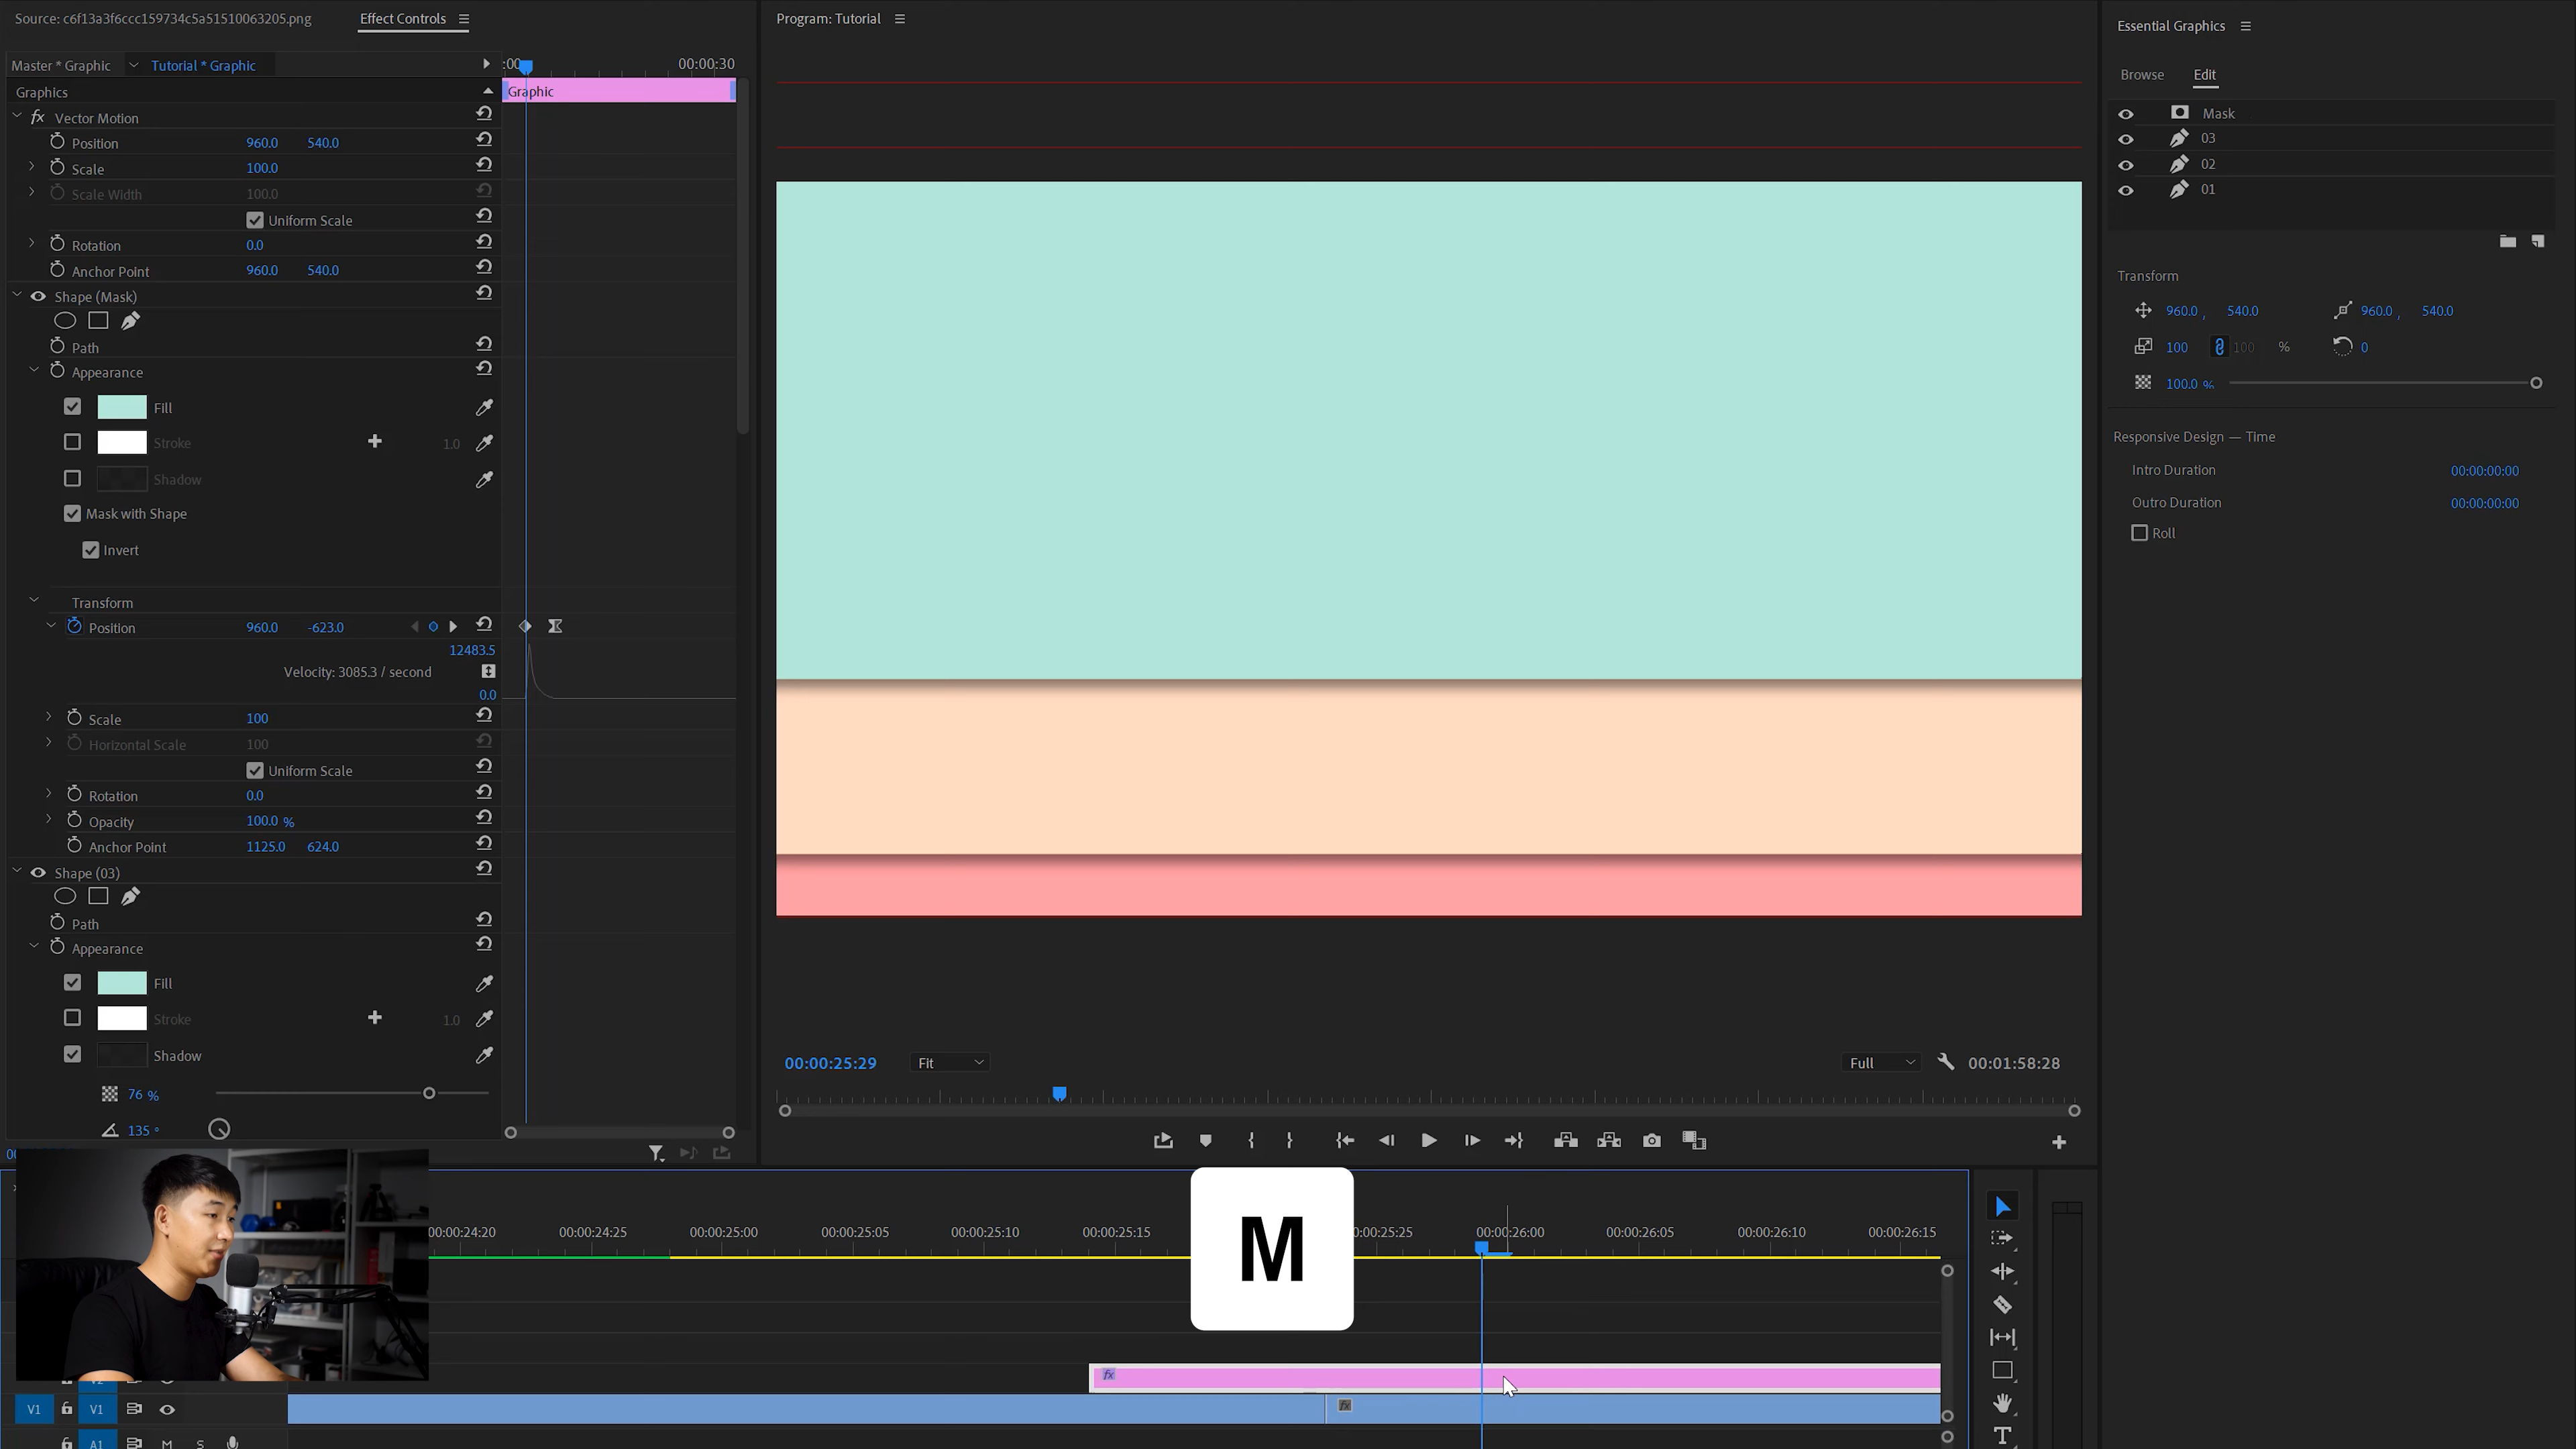 Source: c6f13a3f6ccc159734c5a51510063205.png
Effect Controls
Program: Tutorial
Essential Graphics
Master * Graphic
Tutorial * Graphic
:00
00:00:30
Browse
Edit
Graphics
Graphic
fx Vector Motion
Mask
Position 960.0 540.0
03
Scale 100.0
02
Scale Width 100.0
01
Uniform Scale
Rotation 0.0
Anchor Point 960.0 540.0
Transform
Shape (Mask)
960.0 , 540.0 960.0 , 540.0
Path
100 100 % 0
Appearance
100.0 %
Fill
Responsive Design — Time
Stroke 1.0
Intro Duration 00:00:00:00
Shadow
Outro Duration 00:00:00:00
Mask with Shape
Roll
Invert
Transform
Position 960.0 -623.0
12483.5
Velocity: 3085.3 / second
0.0
Scale 100
Horizontal Scale 100
Uniform Scale
Rotation 0.0
Opacity 100.0 %
Anchor Point 1125.0 624.0
Shape (03)
Path
Appearance
Fill
Stroke 1.0
Shadow
76 %
135 °
00:00:25:29
Fit
Full
00:01:58:28
M
00:00:24:20
00:00:24:25
00:00:25:00
00:00:25:05
00:00:25:10
00:00:25:15
0:00:25:25
00:00:26:00
00:00:26:05
00:00:26:10
00:00:26:15
fx
V1 V1
fx
A1 M S
T